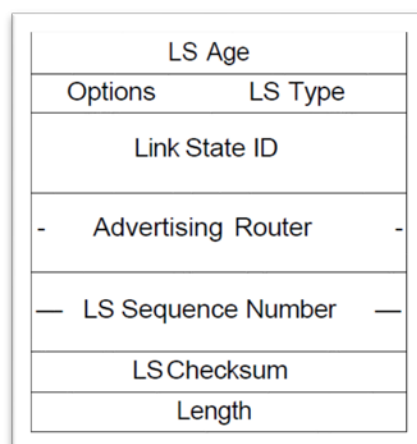 LS Age
Options LS Type
Link State ID
- Advertising Router -
— LS Sequence Number —
LS Checksum
Length